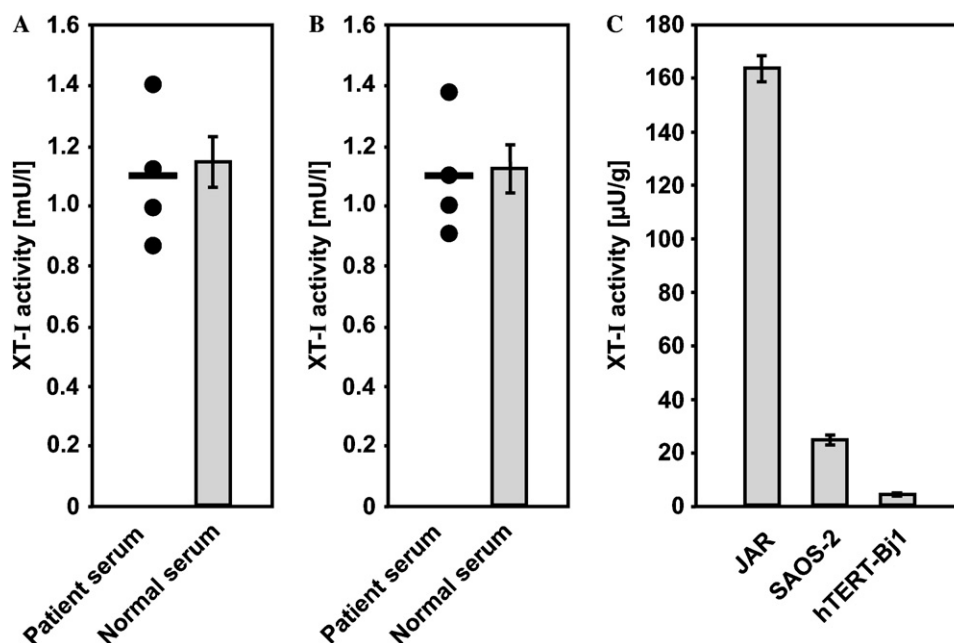 A
XT-I activity [mU/l]
1.6
1.4
1.2
1.0
0.8
0.6
0.4
0.2
0
Patient serum
Normal serum
B
XT-I activity [mU/l]
1.6
1.4
1.2
1.0
0.8
0.6
0.4
0.2
0
Patient serum
Normal serum
C
XT-I activity [µU/g]
180
160
140
120
100
80
60
40
20
0
JAR
SAOS-2
hTERT-Bj1